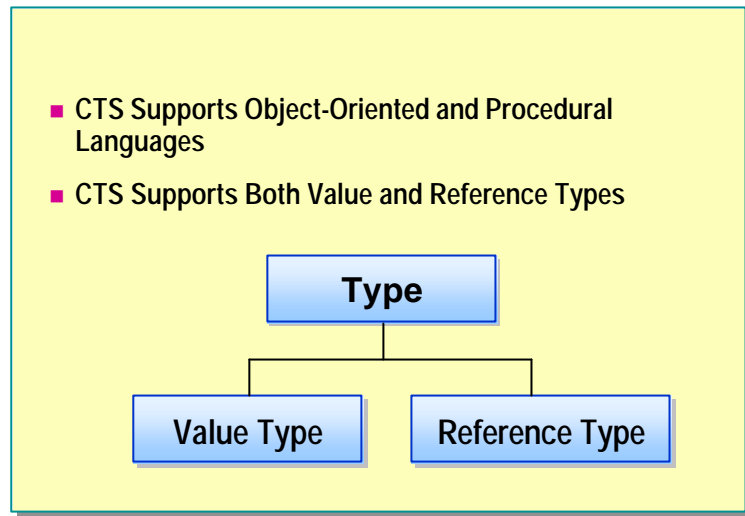 CTS Supports Object-Oriented and Procedural
Languages
CTS Supports Both Value and Reference Types
Type
Value Type
Reference Type